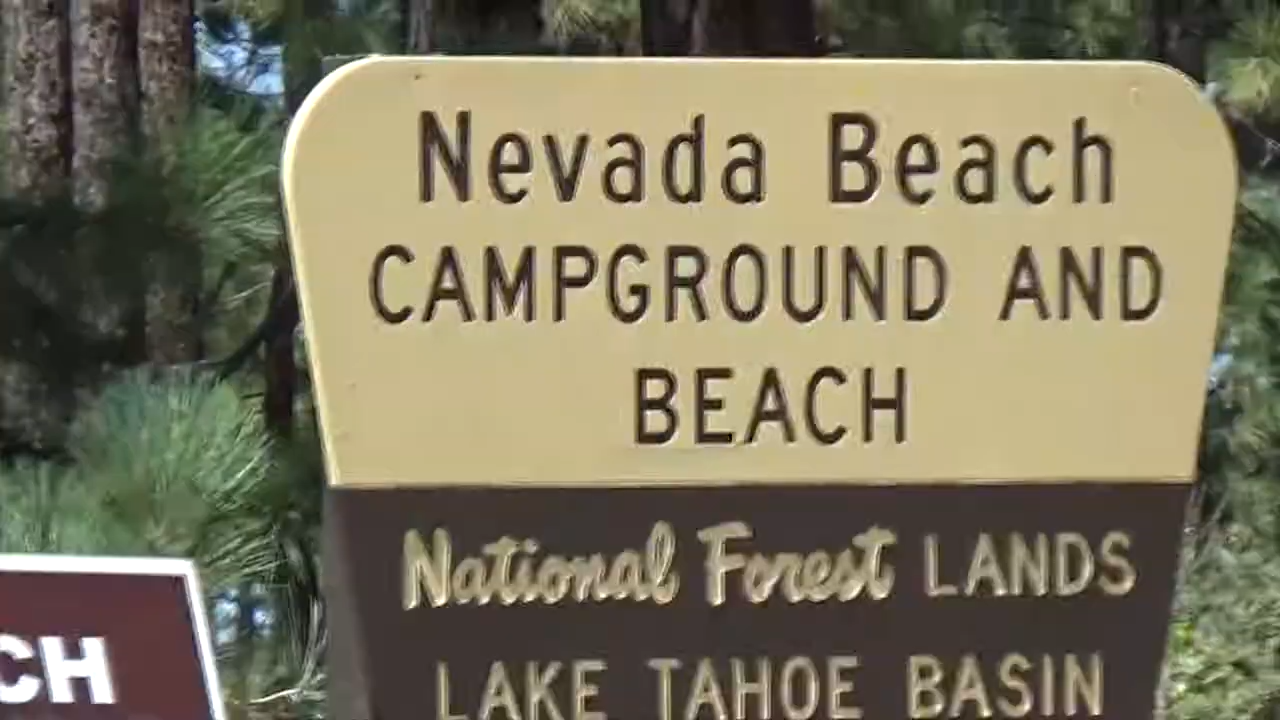 Nevada Beach
CAMPGROUND AND
BEACH
National Forest LANDS
LAKE TAHOE BASIN
CH